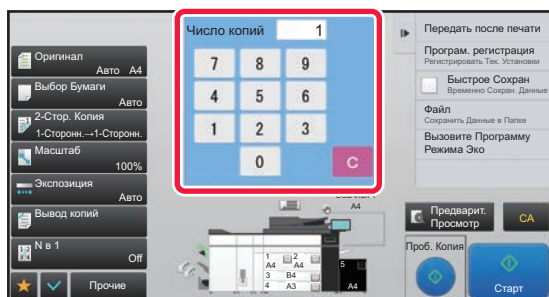 Число копий 1
7 8 9
4 5 6
1 2 3
0 C
Оригинал
Авто A4
Выбор Бумаги
Авто
2-Стор. Копия
1-Сторонн.→1-Сторонн.
Масштаб
100%
Экспозиция
Авто
Вывод копий
N в 1
Off
Прочие
A4
1 A4
2 A4
3 B4
4 A3
5
A4
Передать после печати
Програм. регистрация
Регистрировать Тек. Установки
Быстрое Сохран
Временно Сохран. Данные
Файл
Сохранить Данные в Папке
Вызовите Программу
Режима Эко
Предварит.
Просмотр
CA
Проб. Копия
Старт